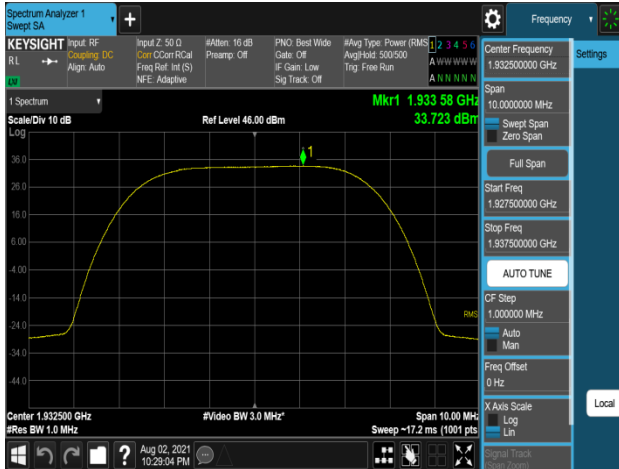 Spectrum Analyzer 1
Swept SA
+
Frequency
KEYSIGHT
RL
LV
Input: RF
Coupling: DC
Align: Auto
Input Z: 50 Ω
Corr CCorr RCal
Freq Ref: Int (S)
NFE: Adaptive
#Atten: 16 dB
Preamp: Off
PNO: Best Wide
Gate: Off
IF Gain: Low
Sig Track: Off
#Avg Type: Power (RMS
Avg|Hold: 500/500
Trig: Free Run
1 2 3 4 5 6
A W W W W W
A N N N N N
1 Spectrum
Scale/Div 10 dB
Log
Ref Level 46.00 dBm
Mkr1 1.933 58 GHz
33.723 dBm
1
36.0
26.0
16.0
6.00
-4.00
-14.0
-24.0
-34.0
-44.0
RMS
Center 1.932500 GHz
#Res BW 1.0 MHz
#Video BW 3.0 MHz*
Span 10.00 MHz
Sweep ~17.2 ms (1001 pts
?
Aug 02, 2021
10:29:04 PM
Center Frequency
1.932500000 GHz
Span
10.0000000 MHz
Swept Span
Zero Span
Full Span
Start Freq
1.927500000 GHz
Stop Freq
1.937500000 GHz
AUTO TUNE
CF Step
1.000000 MHz
Auto
Man
Freq Offset
0 Hz
X Axis Scale
Log
Lin
Signal Track
(Span Zoom)
Settings
Local